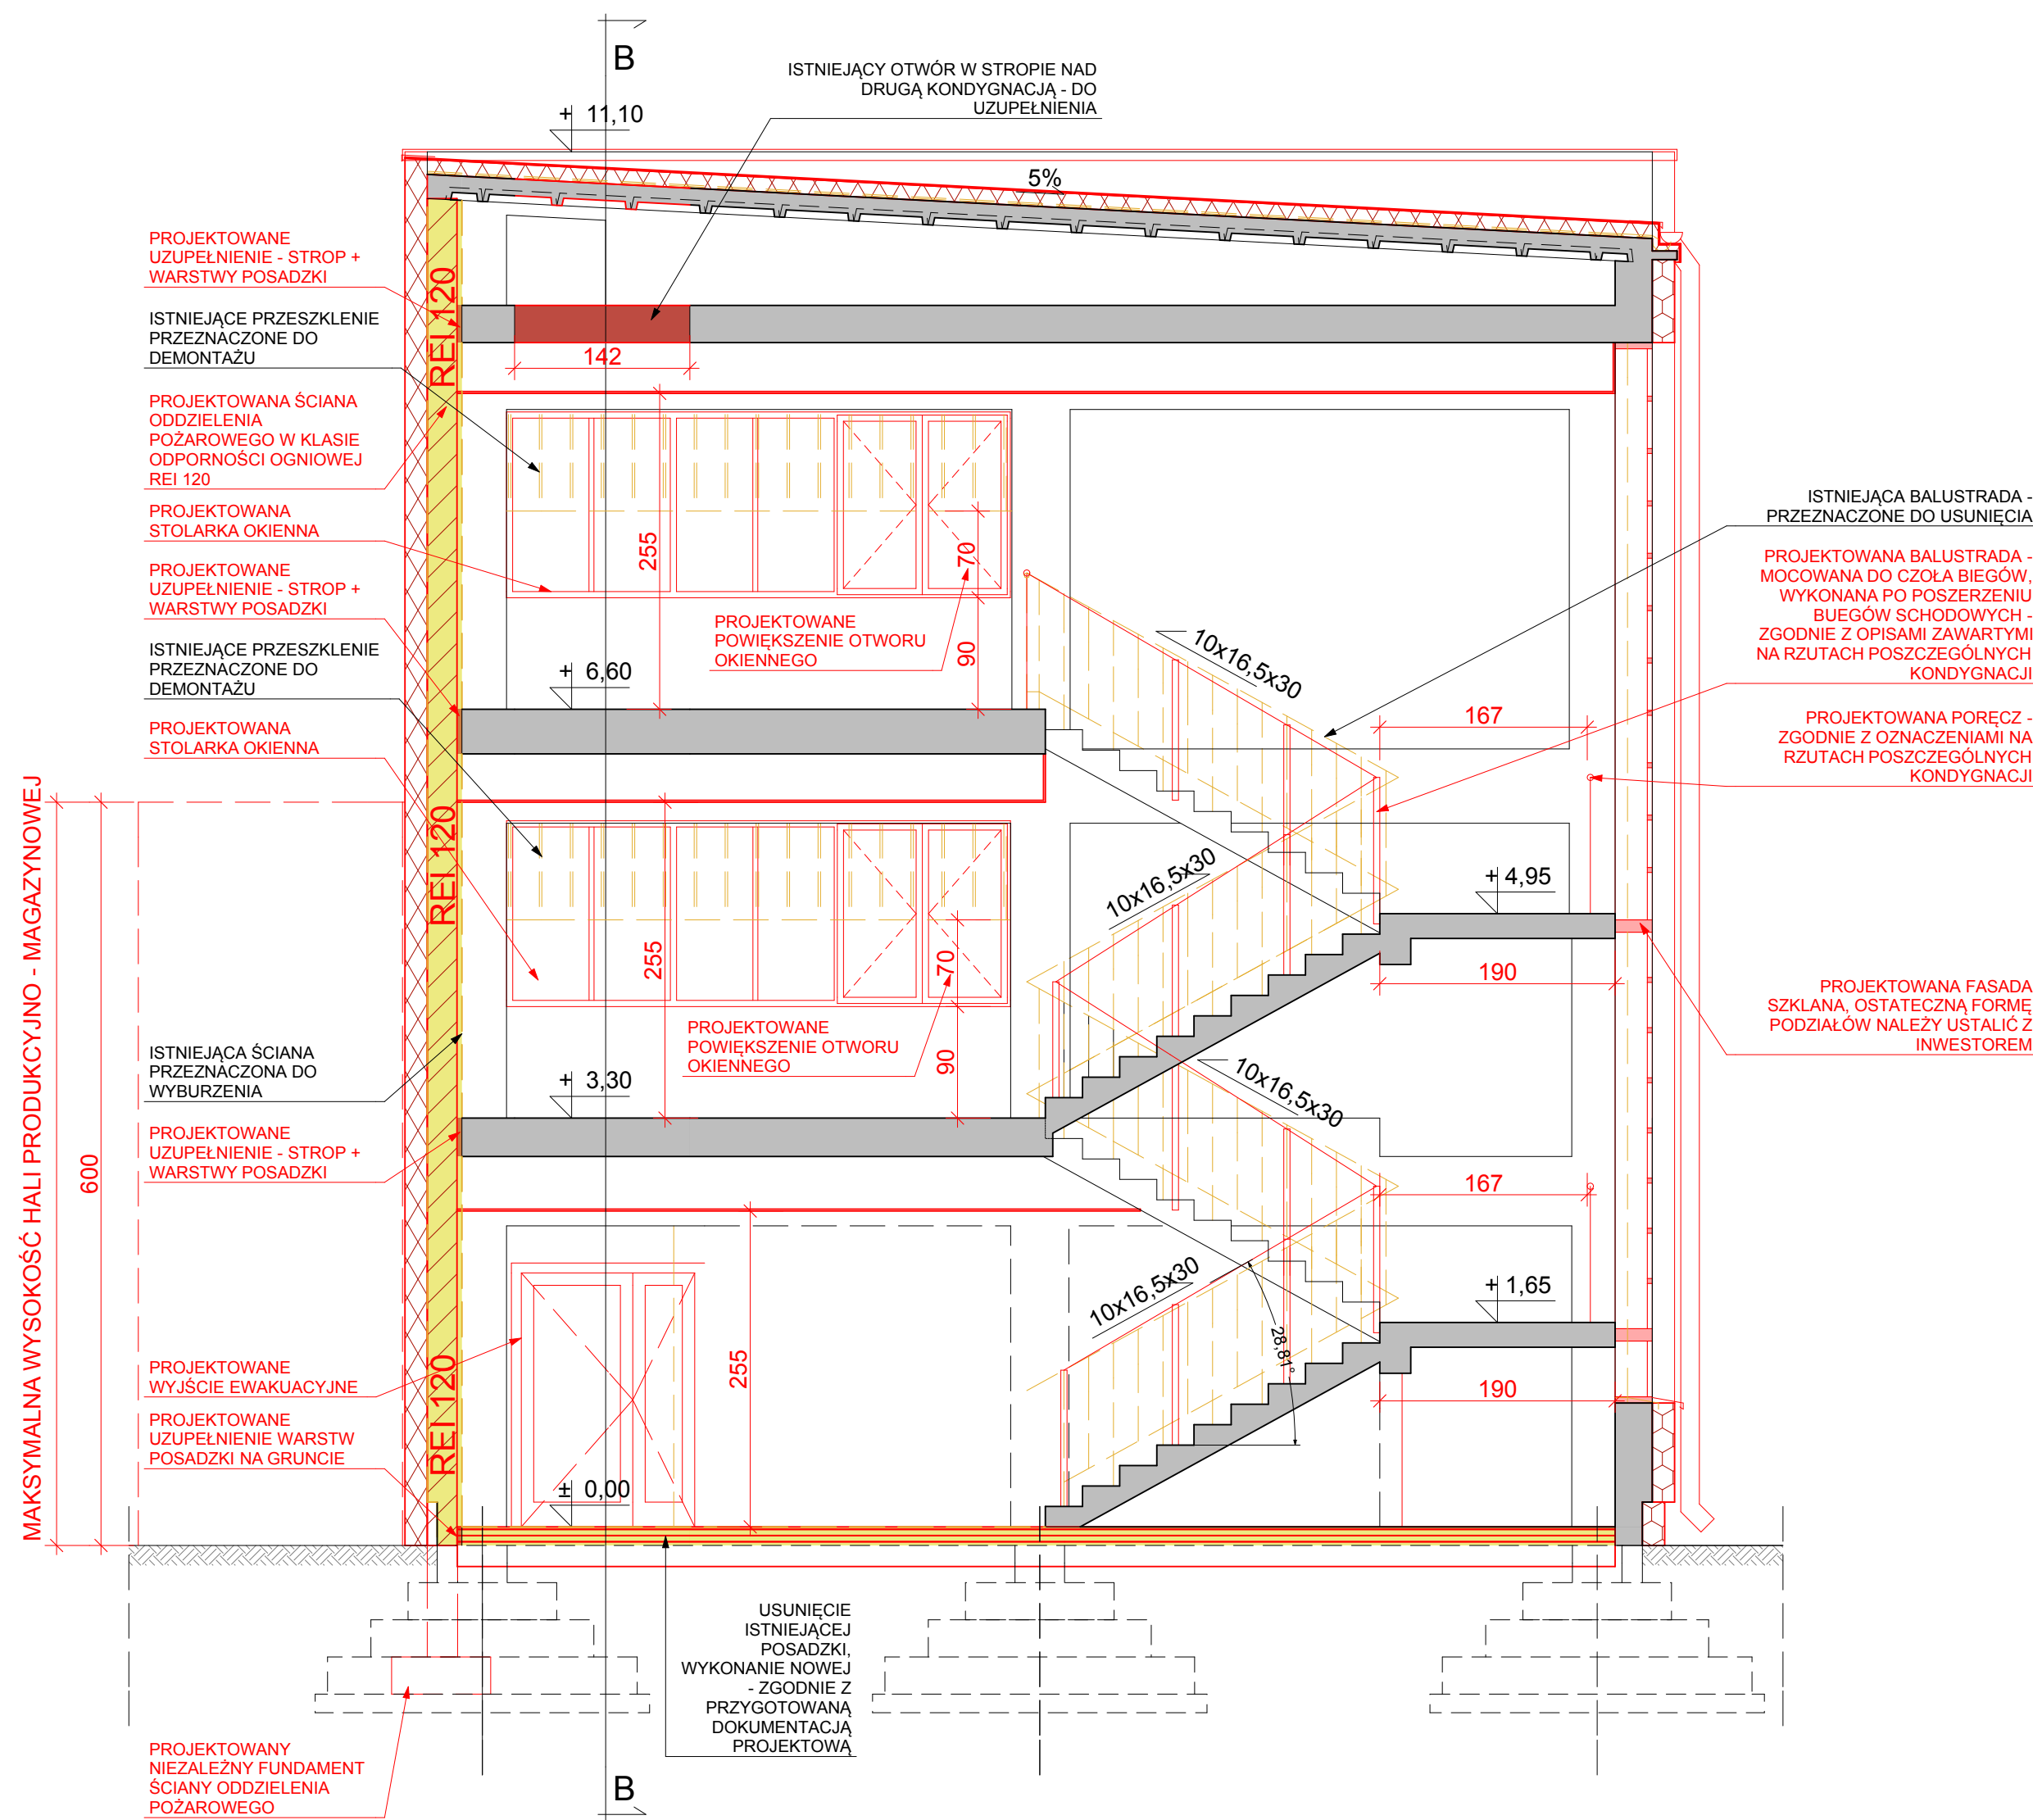 B
ISTNIEJĄCY OTWÓR W STROPIE NAD
DRUGĄ KONDYGNACJĄ - DO
UZUPEŁNIENIA
+ 11,10
5%
PROJEKTOWANE
UZUPEŁNIENIE - STROP +
WARSTWY POSADZKI
REI 120
ISTNIEJĄCE PRZESZKLENIE
PRZEZNACZONE DO
DEMONTAŻU
142
PROJEKTOWANA ŚCIANA
ODDZIELENIA
POŻAROWEGO W KLASIE
ODPORNOŚCI OGNIOWEJ
REI 120
PROJEKTOWANA
STOLARKA OKIENNA
255
70
90
ISTNIEJĄCA BALUSTRADA -
PRZEZNACZONE DO USUNIĘCIA
PROJEKTOWANA BALUSTRADA -
MOCOWANA DO CZOŁA BIEGÓW,
WYKONANA PO POSZERZENIU
BUEGÓW SCHODOWYCH -
ZGODNIE Z OPISAMI ZAWARTYMI
NA RZUTACH POSZCZEGÓLNYCH
KONDYGNACJI
PROJEKTOWANE
UZUPEŁNIENIE - STROP +
WARSTWY POSADZKI
PROJEKTOWANE
POWIĘKSZENIE OTWORU
OKIENNEGO
10x16,5x30
ISTNIEJĄCE PRZESZKLENIE
PRZEZNACZONE DO
DEMONTAŻU
+ 6,60
167
PROJEKTOWANA PORĘCZ -
ZGODNIE Z OZNACZENIAMI NA
RZUTACH POSZCZEGÓLNYCH
KONDYGNACJI
PROJEKTOWANA
STOLARKA OKIENNA
MAKSYMALNA WYSOKOŚĆ HALI PRODUKCYJNO - MAGAZYNOWEJ
600
REI 120
10x16,5x30
+ 4,95
255
70
90
190
PROJEKTOWANA FASADA
SZKLANA, OSTATECZNĄ FORMĘ
PODZIAŁÓW NALEŻY USTALIĆ Z
INWESTOREM
PROJEKTOWANE
POWIĘKSZENIE OTWORU
OKIENNEGO
ISTNIEJĄCA ŚCIANA
PRZEZNACZONA DO
WYBURZENIA
+ 3,30
10x16,5x30
PROJEKTOWANE
UZUPEŁNIENIE - STROP +
WARSTWY POSADZKI
167
10x16,5x30
+ 1,65
28,81°
255
190
PROJEKTOWANE
WYJŚCIE EWAKUACYJNE
REI 120
PROJEKTOWANE
UZUPEŁNIENIE WARSTW
POSADZKI NA GRUNCIE
± 0,00
USUNIĘCIE
ISTNIEJĄCEJ
POSADZKI,
WYKONANIE NOWEJ
- ZGODNIE Z
PRZYGOTOWANĄ
DOKUMENTACJĄ
PROJEKTOWĄ
PROJEKTOWANY
NIEZALEŻNY FUNDAMENT
ŚCIANY ODDZIELENIA
POŻAROWEGO
B